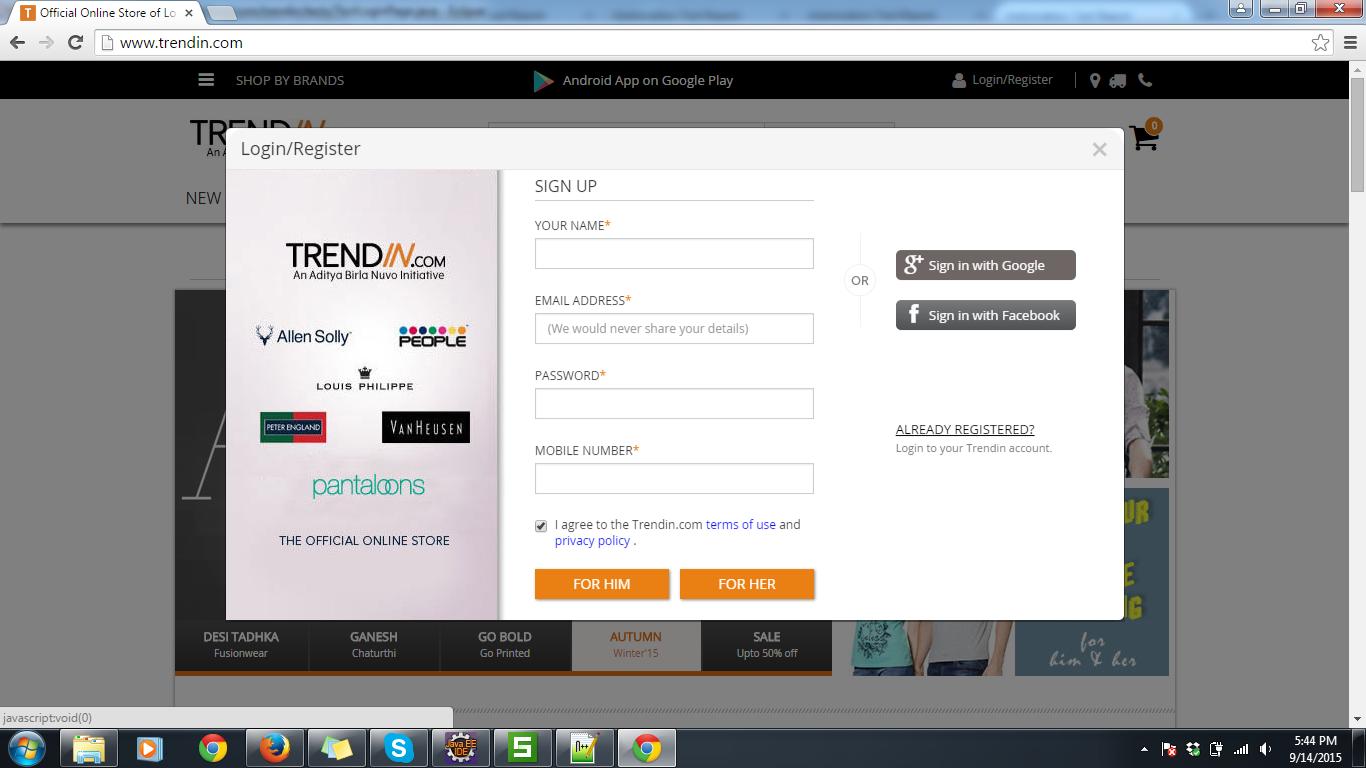 Official Online Store of Lo
www.trendin.com
SHOP BY BRANDS
Android App on Google Play
Login/Register
TRENDIN
0
An A
NEW
Login/Register
×
TRENDIN.COM
An Aditya Birla Nuvo Initiative
Allen Solly
PEOPLE
LOUIS PHILIPPE
PETER ENGLAND
VANHEUSEN
pantaloons
THE OFFICIAL ONLINE STORE
SIGN UP
YOUR NAME*
EMAIL ADDRESS*
(We would never share your details)
PASSWORD*
MOBILE NUMBER*
I agree to the Trendin.com terms of use and
privacy policy .
FOR HIM
FOR HER
OR
g+ Sign in with Google
f Sign in with Facebook
ALREADY REGISTERED?
Login to your Trendin account.
DESI TADHKA
Fusionwear
GANESH
Chaturthi
GO BOLD
Go Printed
AUTUMN
Winter'15
SALE
Upto 50% off
for
him & her
javascript:void(0)
Java EE
IDE
S
N++
5:44 PM
9/14/2015